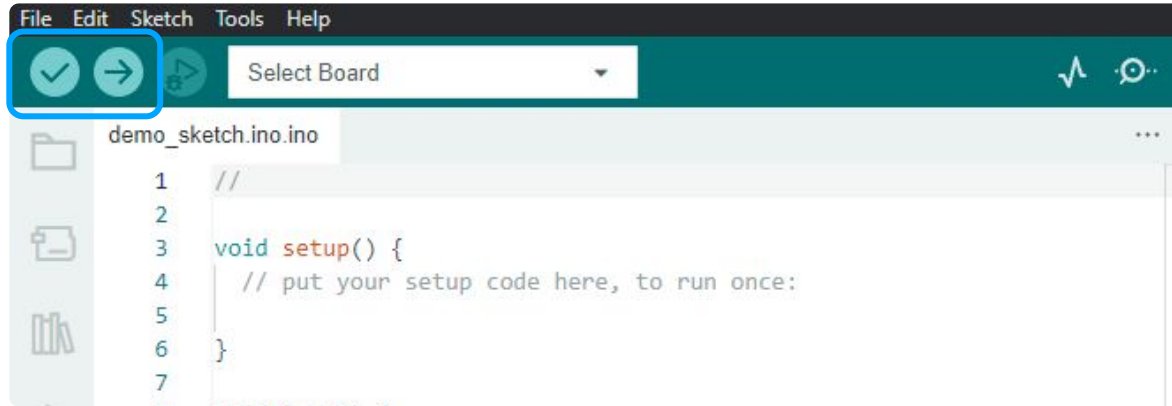 File Edit Sketch Tools Help
Select Board
demo_sketch.ino.ino
1 //
2
3 void setup() {
4 // put your setup code here, to run once:
5
6 }
7